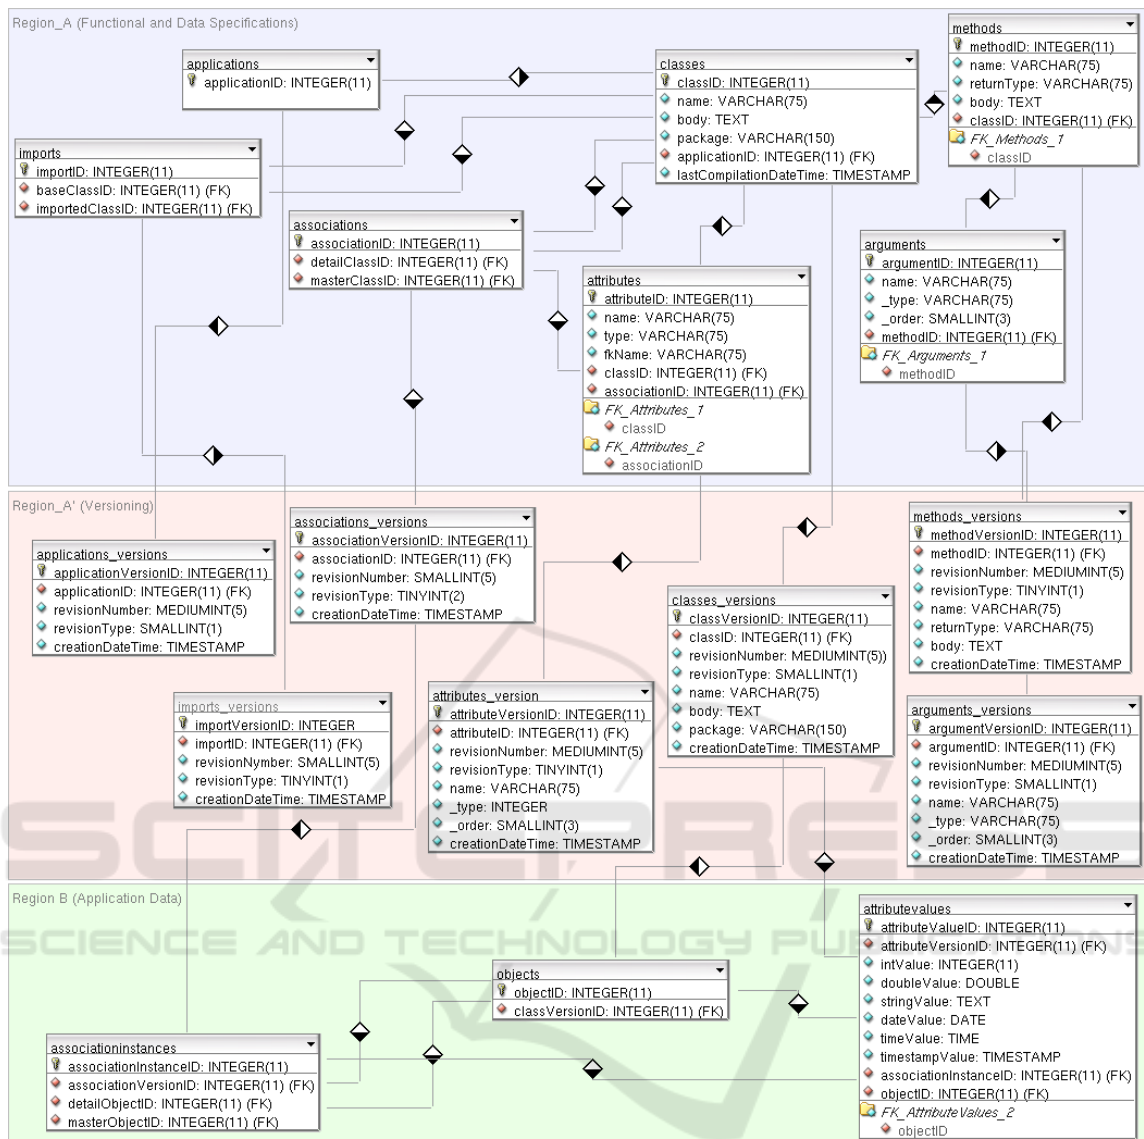 Region_A (Functional and Data Specifications)
applications
applicationID: INTEGER(11)
classes
classID: INTEGER(11)
name: VARCHAR(75)
body: TEXT
package: VARCHAR(150)
applicationID: INTEGER(11) (FK)
lastCompilationDateTime: TIMESTAMP
methods
methodID: INTEGER(11)
name: VARCHAR(75)
returnType: VARCHAR(75)
body: TEXT
classID: INTEGER(11) (FK)
FK_Methods_1
classID
imports
importID: INTEGER(11)
baseClassID: INTEGER(11) (FK)
importedClassID: INTEGER(11) (FK)
associations
associationID: INTEGER(11)
detailClassID: INTEGER(11) (FK)
masterClassID: INTEGER(11) (FK)
attributes
attributeID: INTEGER(11)
name: VARCHAR(75)
type: VARCHAR(75)
fkName: VARCHAR(75)
classID: INTEGER(11) (FK)
associationID: INTEGER(11) (FK)
FK_Attributes_1
classID
FK_Attributes_2
associationID
arguments
argumentID: INTEGER(11)
name: VARCHAR(75)
_type: VARCHAR(75)
_order: SMALLINT(3)
methodID: INTEGER(11) (FK)
FK_Arguments_1
methodID
Region_A' (Versioning)
applications_versions
applicationVersionID: INTEGER(11)
applicationID: INTEGER(11) (FK)
revisionNumber: MEDIUMINT(5)
revisionType: SMALLINT(1)
creationDateTime: TIMESTAMP
associations_versions
associationVersionID: INTEGER(11)
associationID: INTEGER(11) (FK)
revisionNumber: SMALLINT(5)
revisionType: TINYINT(2)
creationDateTime: TIMESTAMP
classes_versions
classVersionID: INTEGER(11)
classID: INTEGER(11) (FK)
revisionNumber: MEDIUMINT(5))
revisionType: SMALLINT(1)
name: VARCHAR(75)
body: TEXT
package: VARCHAR(150)
creationDateTime: TIMESTAMP
methods_versions
methodVersionID: INTEGER(11)
methodID: INTEGER(11) (FK)
revisionNumber: MEDIUMINT(5)
revisionType: TINYINT(1)
name: VARCHAR(75)
returnType: VARCHAR(75)
body: TEXT
creationDateTime: TIMESTAMP
imports_versions
importVersionID: INTEGER
importID: INTEGER(11) (FK)
revisionNymber: SMALLINT(5)
revisionType: TINYINT(1)
creationDateTime: TIMESTAMP
attributes_version
attributeVersionID: INTEGER(11)
attributeID: INTEGER(11) (FK)
revisionNumber: MEDIUMINT(5)
revisionType: TINYINT(1)
name: VARCHAR(75)
_type: INTEGER
_order: SMALLINT(3)
creationDateTime: TIMESTAMP
arguments_versions
argumentVersionID: INTEGER(11)
argumentID: INTEGER(11) (FK)
revisionNumber: MEDIUMINT(5)
revisionType: SMALLINT(1)
name: VARCHAR(75)
_type: VARCHAR(75)
_order: SMALLINT(3)
creationDateTime: TIMESTAMP
SCITEPRESS
SCIENCE AND TECHNOLOGY PUBLICATIONS
Region B (Application Data)
objects
objectID: INTEGER(11)
classVersionID: INTEGER(11) (FK)
attributevalues
attributeValueID: INTEGER(11)
attributeVersionID: INTEGER(11) (FK)
intValue: INTEGER(11)
doubleValue: DOUBLE
stringValue: TEXT
dateValue: DATE
timeValue: TIME
timestampValue: TIMESTAMP
associationInstanceID: INTEGER(11) (FK)
objectID: INTEGER(11) (FK)
FK_AttributeValues_2
objectID
associationinstances
associationInstanceID: INTEGER(11)
associationVersionID: INTEGER(11) (FK)
detailObjectID: INTEGER(11) (FK)
masterObjectID: INTEGER(11) (FK)